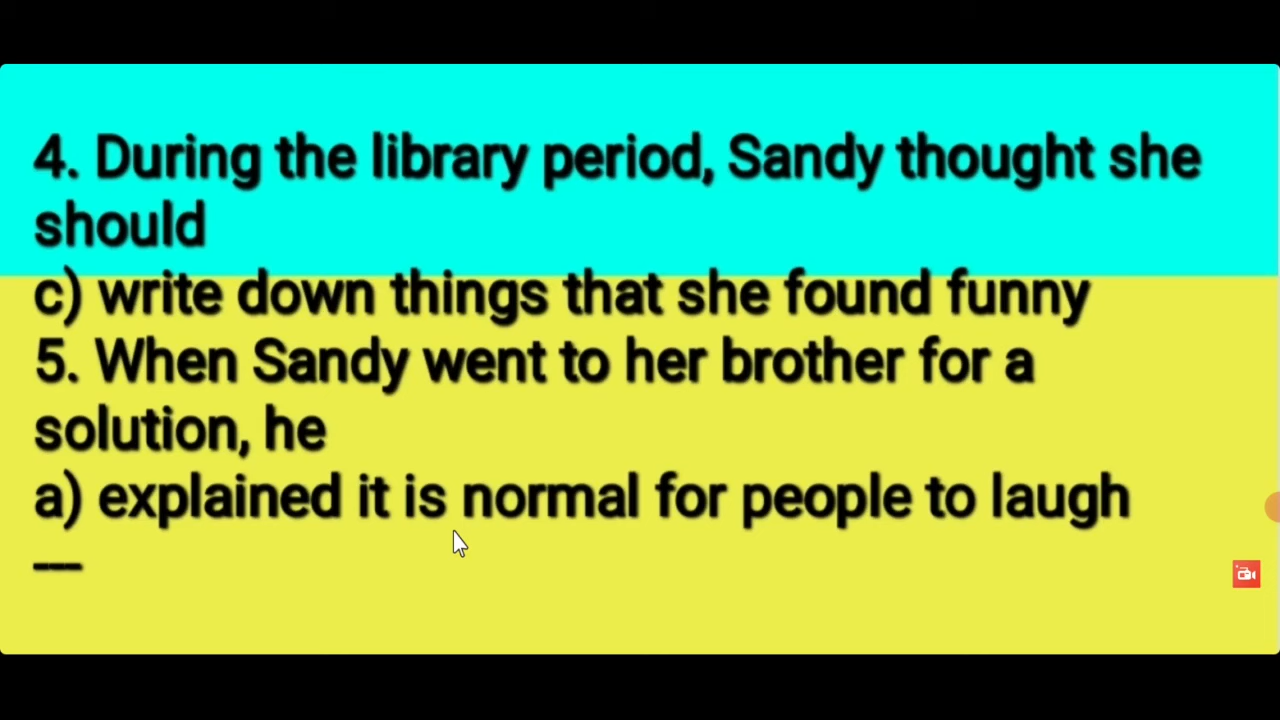 4. During the library period, Sandy thought she
should
c) write down things that she found funny
5. When Sandy went to her brother for a
solution, he
a) explained it is normal for people to laugh
---